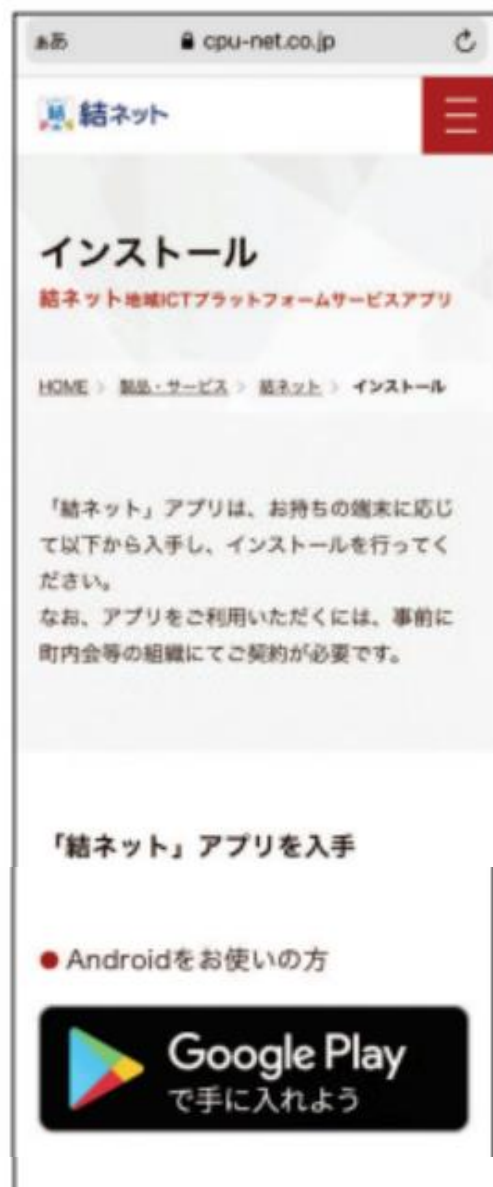 ぁあ cpu-net.co.jp
結ネット
インストール
結ネット地域ICTプラットフォームサービスアプリ
HOME > 製品・サービス > 結ネット > インストール
「結ネット」アプリは、お持ちの端末に応じ
て以下から入手し、インストールを行ってく
ださい。
なお、アプリをご利用いただくには、事前に
町内会等の組織にてご契約が必要です。
「結ネット」アプリを入手
● Androidをお使いの方
Google Play
で手に入れよう